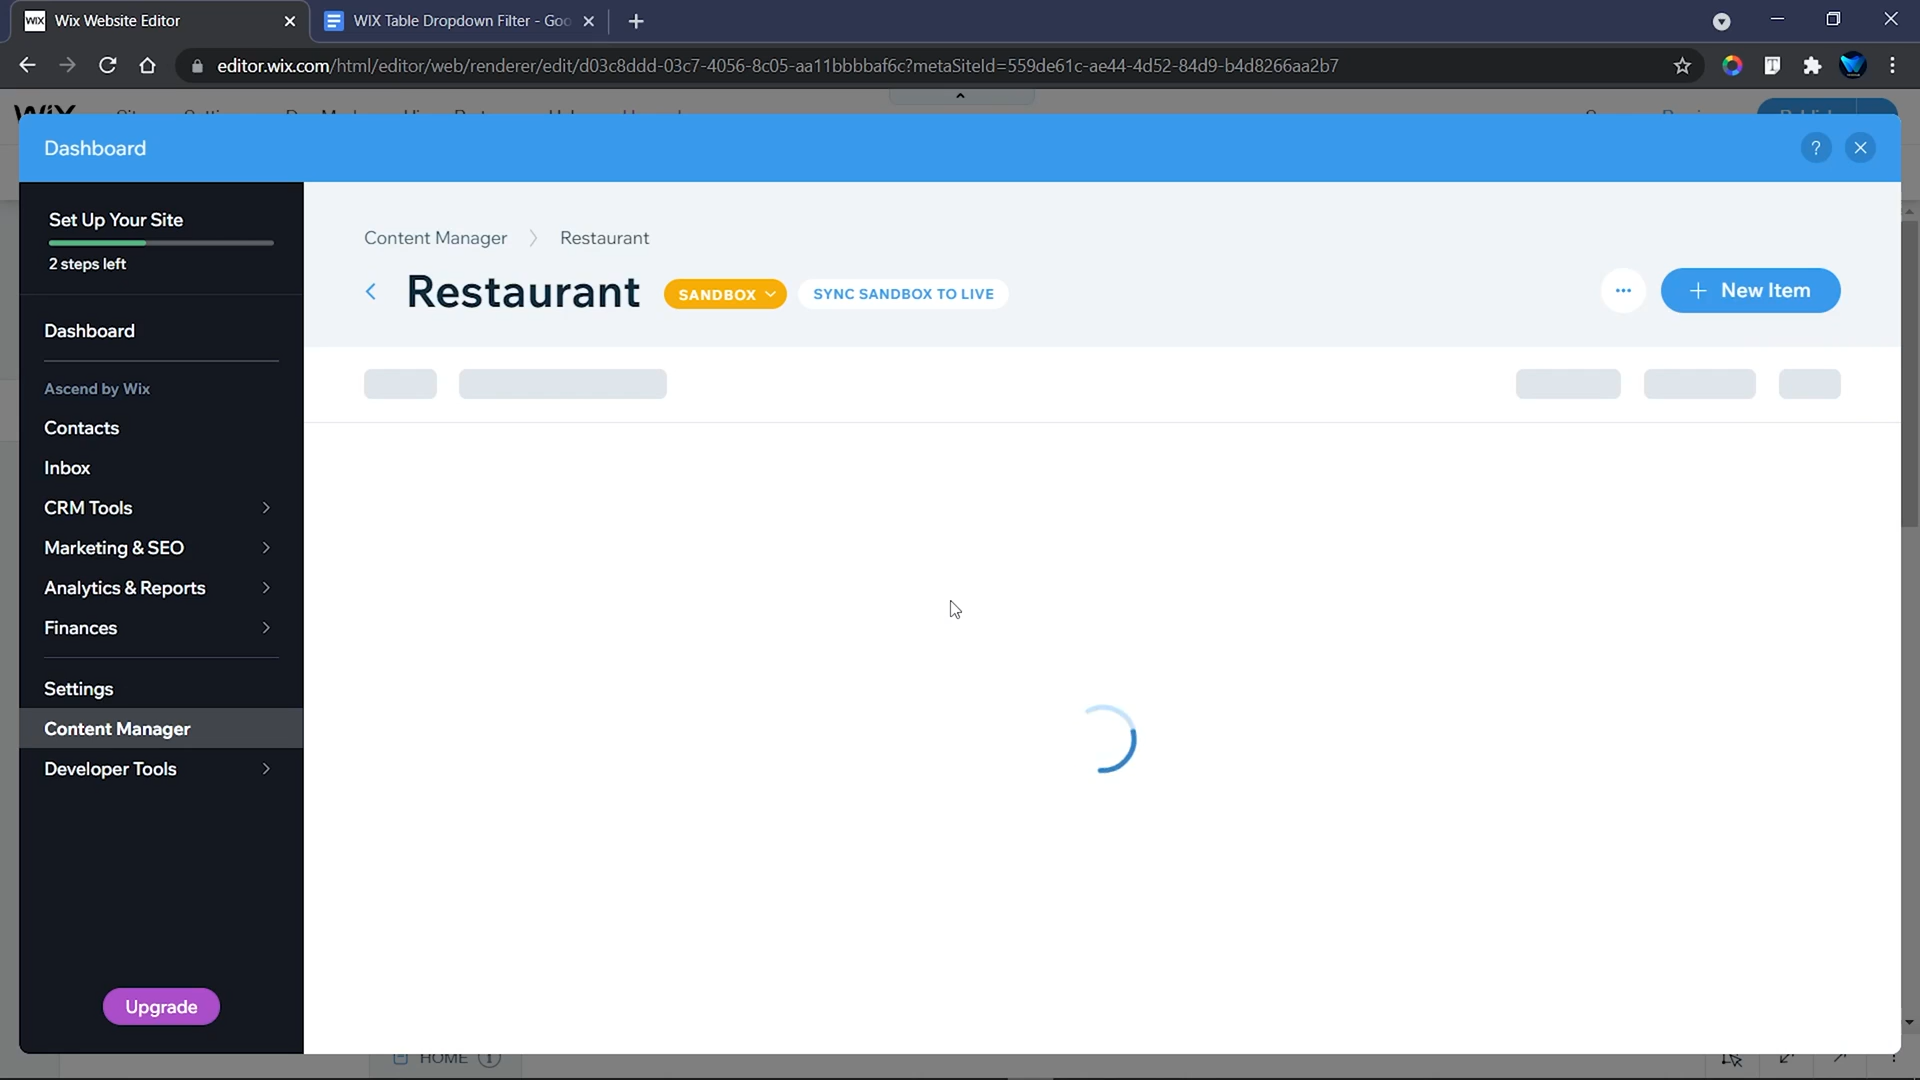 Wix Website Editor
WIX Table Dropdown Filter - Goo
editor.wix.com/html/editor/web/renderer/edit/d03c8ddd-03c7-4056-8c05-aa11bbbbaf6c?metaSiteId=559de61c-ae44-4d52-84d9-b4d8266aa2b7
WIX
Dashboard
?
Set Up Your Site
2 steps left
Content Manager
Restaurant
Restaurant
SANDBOX
SYNC SANDBOX TO LIVE
New Item
Dashboard
Ascend by Wix
Contacts
Inbox
CRM Tools
Marketing & SEO
Analytics & Reports
Finances
Settings
Content Manager
Developer Tools
Upgrade
HOME